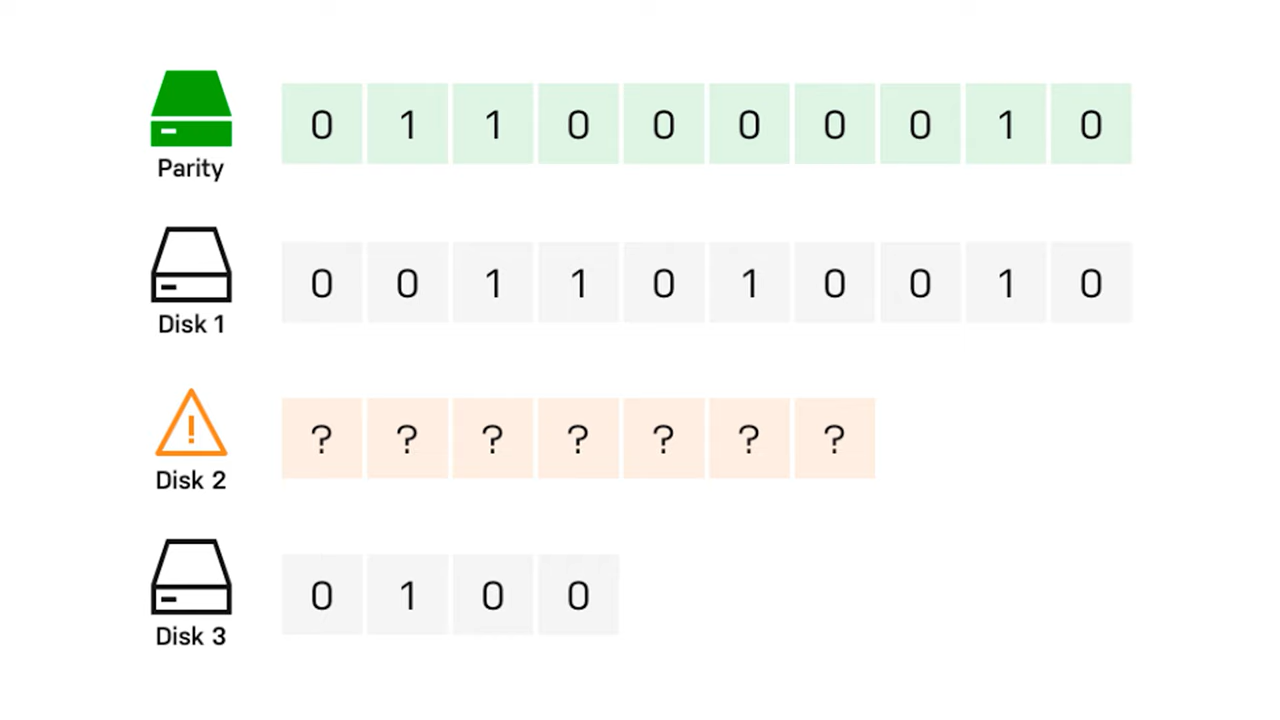 0 1 1 0 0 0 0 0 1 0
Parity
0 0 1 1 0 1 0 0 1 0
Disk 1
? ? ? ? ? ? ?
Disk 2
0 1 0 0
Disk 3